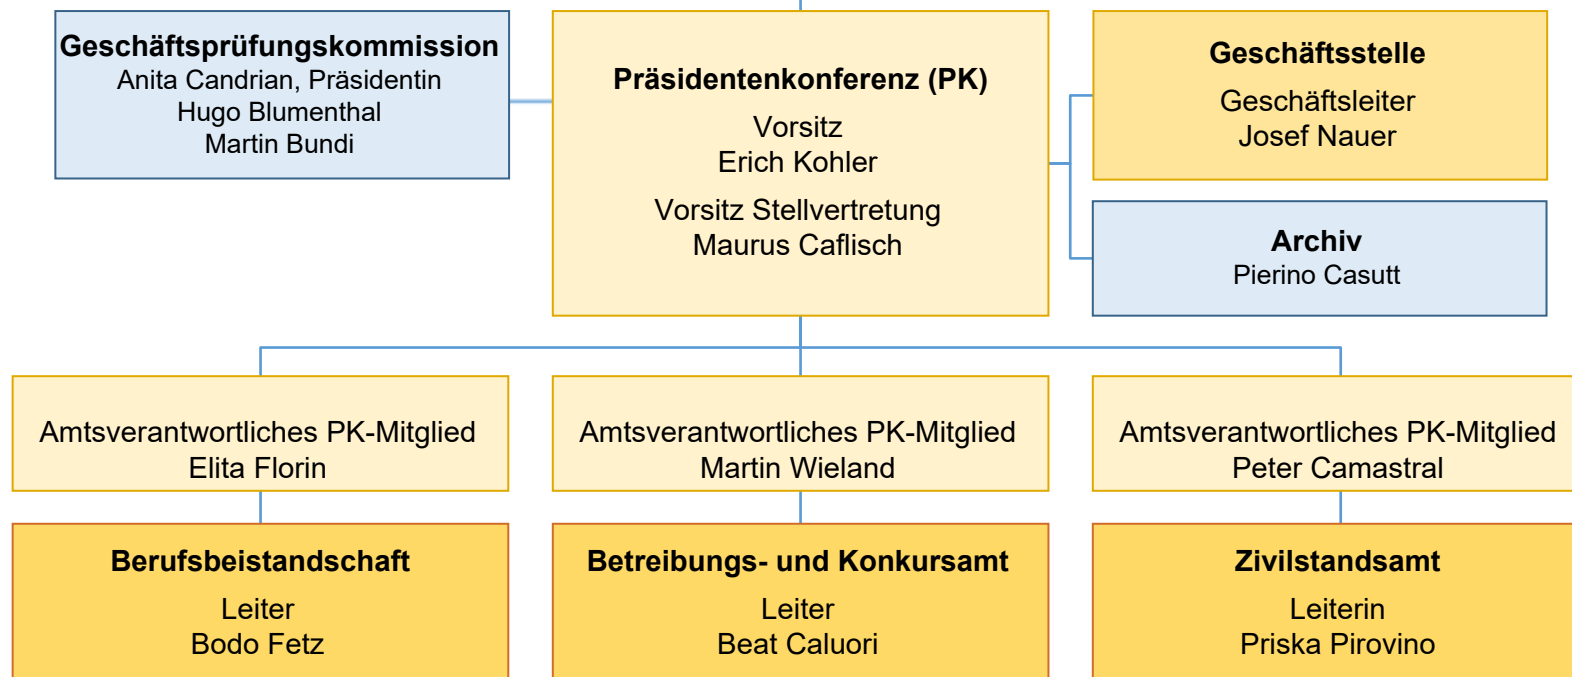 Geschäftsprüfungskommission
Anita Candrian, Präsidentin
Hugo Blumenthal
Martin Bundi
Präsidentenkonferenz (PK)
Vorsitz
Erich Kohler
Vorsitz Stellvertretung
Maurus Caflisch
Geschäftsstelle
Geschäftsleiter
Josef Nauer
Archiv
Pierino Casutt
Amtsverantwortliches PK-Mitglied
Elita Florin
Amtsverantwortliches PK-Mitglied
Martin Wieland
Amtsverantwortliches PK-Mitglied
Peter Camastral
Berufsbeistandschaft
Leiter
Bodo Fetz
Betreibungs- und Konkursamt
Leiter
Beat Caluori
Zivilstandsamt
Leiterin
Priska Pirovino